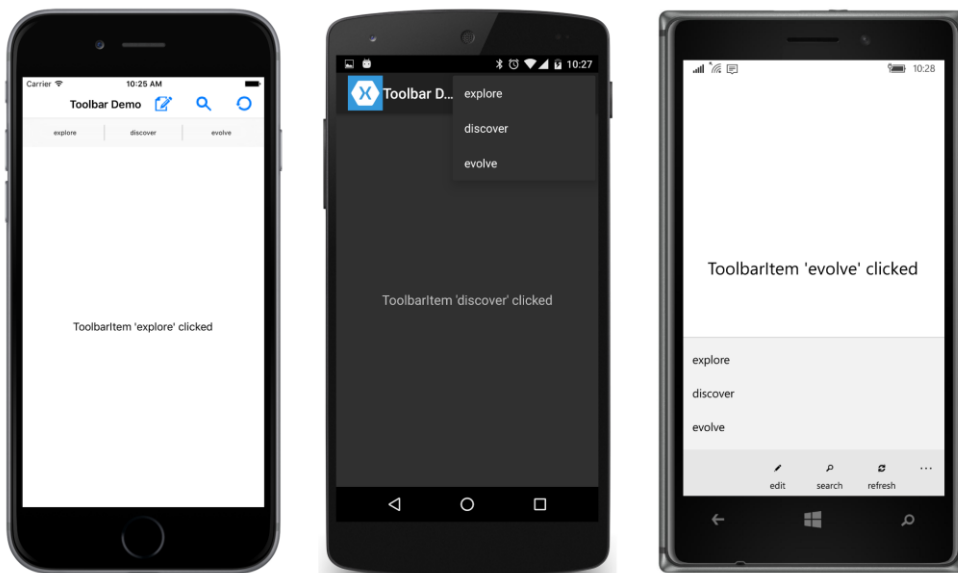 Carrier 10:25 AM
Toolbar Demo
explore discover evolve
ToolbarItem 'explore' clicked
10:27
Toolbar D...
explore
discover
evolve
ToolbarItem 'discover' clicked
10:28
ToolbarItem 'evolve' clicked
explore
discover
evolve
...
edit search refresh